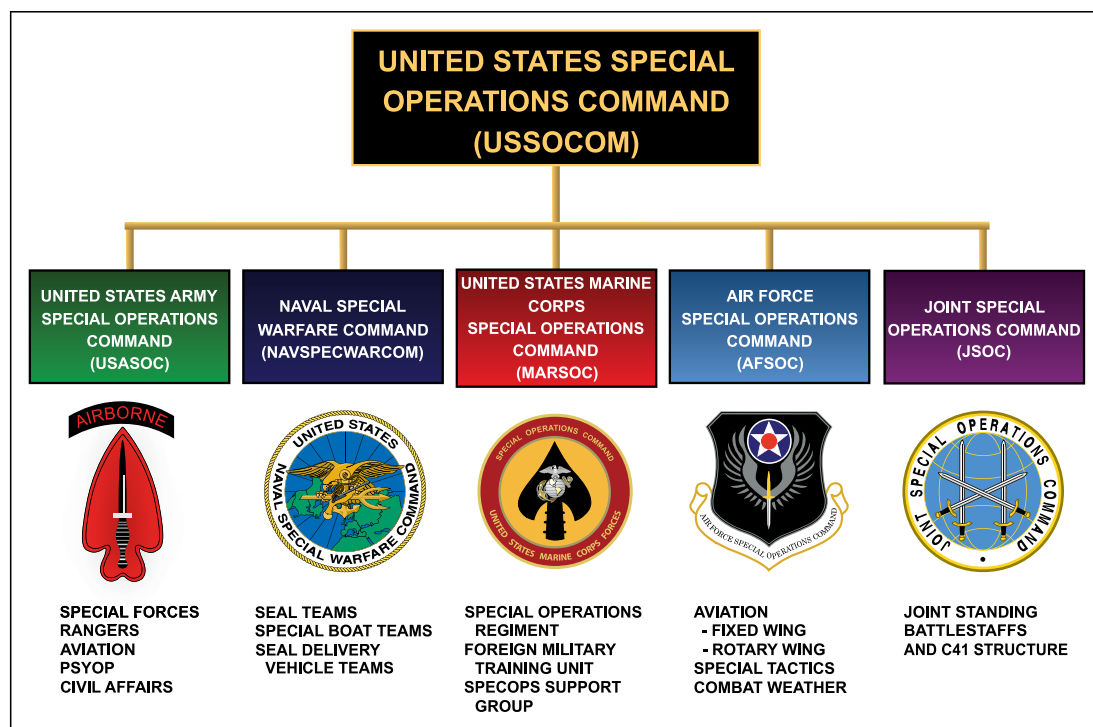 UNITED STATES SPECIAL
OPERATIONS COMMAND
(USSOCOM)
UNITED STATES ARMY
SPECIAL OPERATIONS
COMMAND
(USASOC)
NAVAL SPECIAL
WARFARE COMMAND
(NAVSPECWARCOM)
UNITED STATES MARINE
CORPS
SPECIAL OPERATIONS
COMMAND
(MARSOC)
AIR FORCE
SPECIAL OPERATIONS
COMMAND
(AFSOC)
JOINT SPECIAL
OPERATIONS COMMAND
(JSOC)
AIRBORNE
UNITED STATES
NAVAL SPECIAL WARFARE COMMAND
SPECIAL OPERATIONS COMMAND
UNITED STATES MARINE CORPS FORCES
AIR FORCE SPECIAL OPERATIONS COMMAND
JOINT SPECIAL OPERATIONS COMMAND
SPECIAL FORCES
RANGERS
AVIATION
PSYOP
CIVIL AFFAIRS
SEAL TEAMS
SPECIAL BOAT TEAMS
SEAL DELIVERY
VEHICLE TEAMS
SPECIAL OPERATIONS
REGIMENT
FOREIGN MILITARY
TRAINING UNIT
SPECOPS SUPPORT
GROUP
AVIATION
- FIXED WING
- ROTARY WING
SPECIAL TACTICS
COMBAT WEATHER
JOINT STANDING
BATTLESTAFFS
AND C41 STRUCTURE